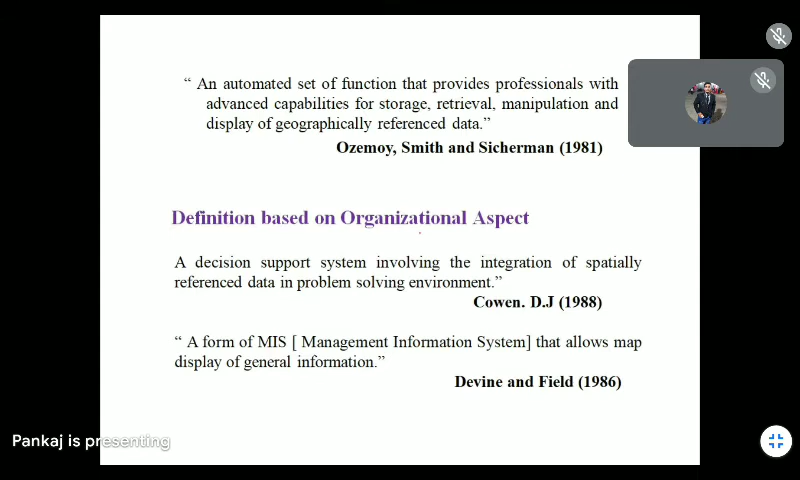 “ An automated set of function that provides professionals with
advanced capabilities for storage, retrieval, manipulation and
display of geographically referenced data.”
Ozemoy, Smith and Sicherman (1981)
Definition based on Organizational Aspect
A decision support system involving the integration of spatially
referenced data in problem solving environment.”
Cowen. D.J (1988)
“ A form of MIS [ Management Information System] that allows map
display of general information.”
Devine and Field (1986)
Pankaj is presenting